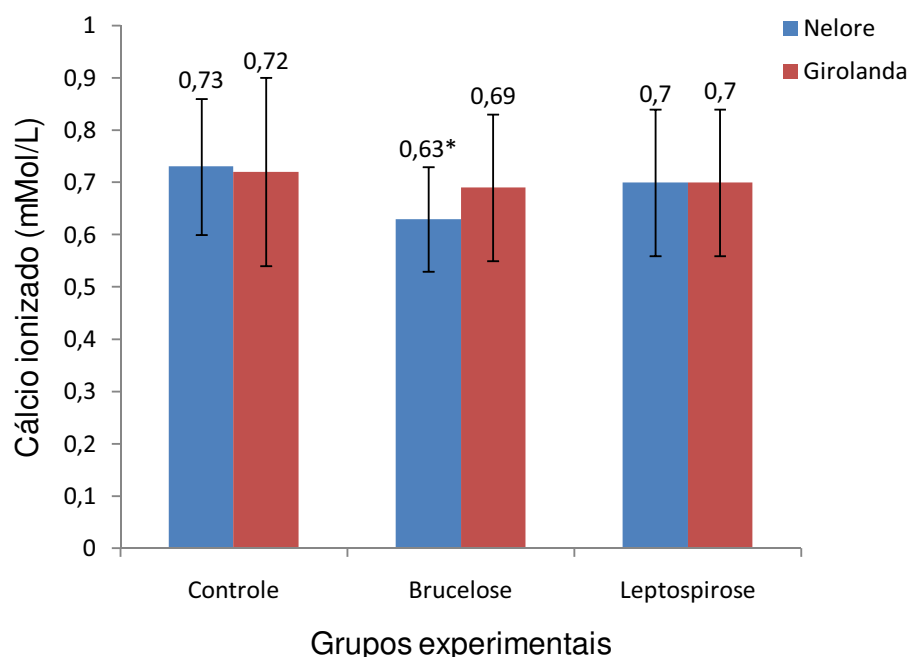 Nelore
Girolanda
Cálcio ionizado (mMol/L)
1
0,9
0,8
0,7
0,6
0,5
0,4
0,3
0,2
0,1
0
0,73
0,72
0,63*
0,69
0,7
0,7
Controle
Brucelose
Leptospirose
Grupos experimentais